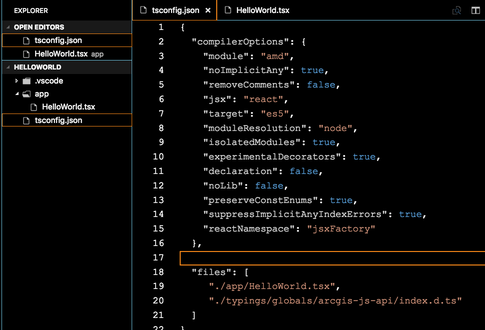 EXPLORER
OPEN EDITORS
tsconfig.json
HelloWorld.tsx app
HELLOWORLD
.vscode
app
HelloWorld.tsx
tsconfig.json
tsconfig.json × HelloWorld.tsx
1 {
2 "compilerOptions": {
3 "module": "amd",
4 "noImplicitAny": true,
5 "removeComments": false,
6 "jsx": "react",
7 "target": "es5",
8 "moduleResolution": "node",
9 "isolatedModules": true,
10 "experimentalDecorators": true,
11 "declaration": false,
12 "noLib": false,
13 "preserveConstEnums": true,
14 "suppressImplicitAnyIndexErrors": true,
15 "reactNamespace": "jsxFactory"
16 },
17
18 "files": [
19 "./app/HelloWorld.tsx",
20 "./typings/globals/arcgis-js-api/index.d.ts"
21 ]
22 }